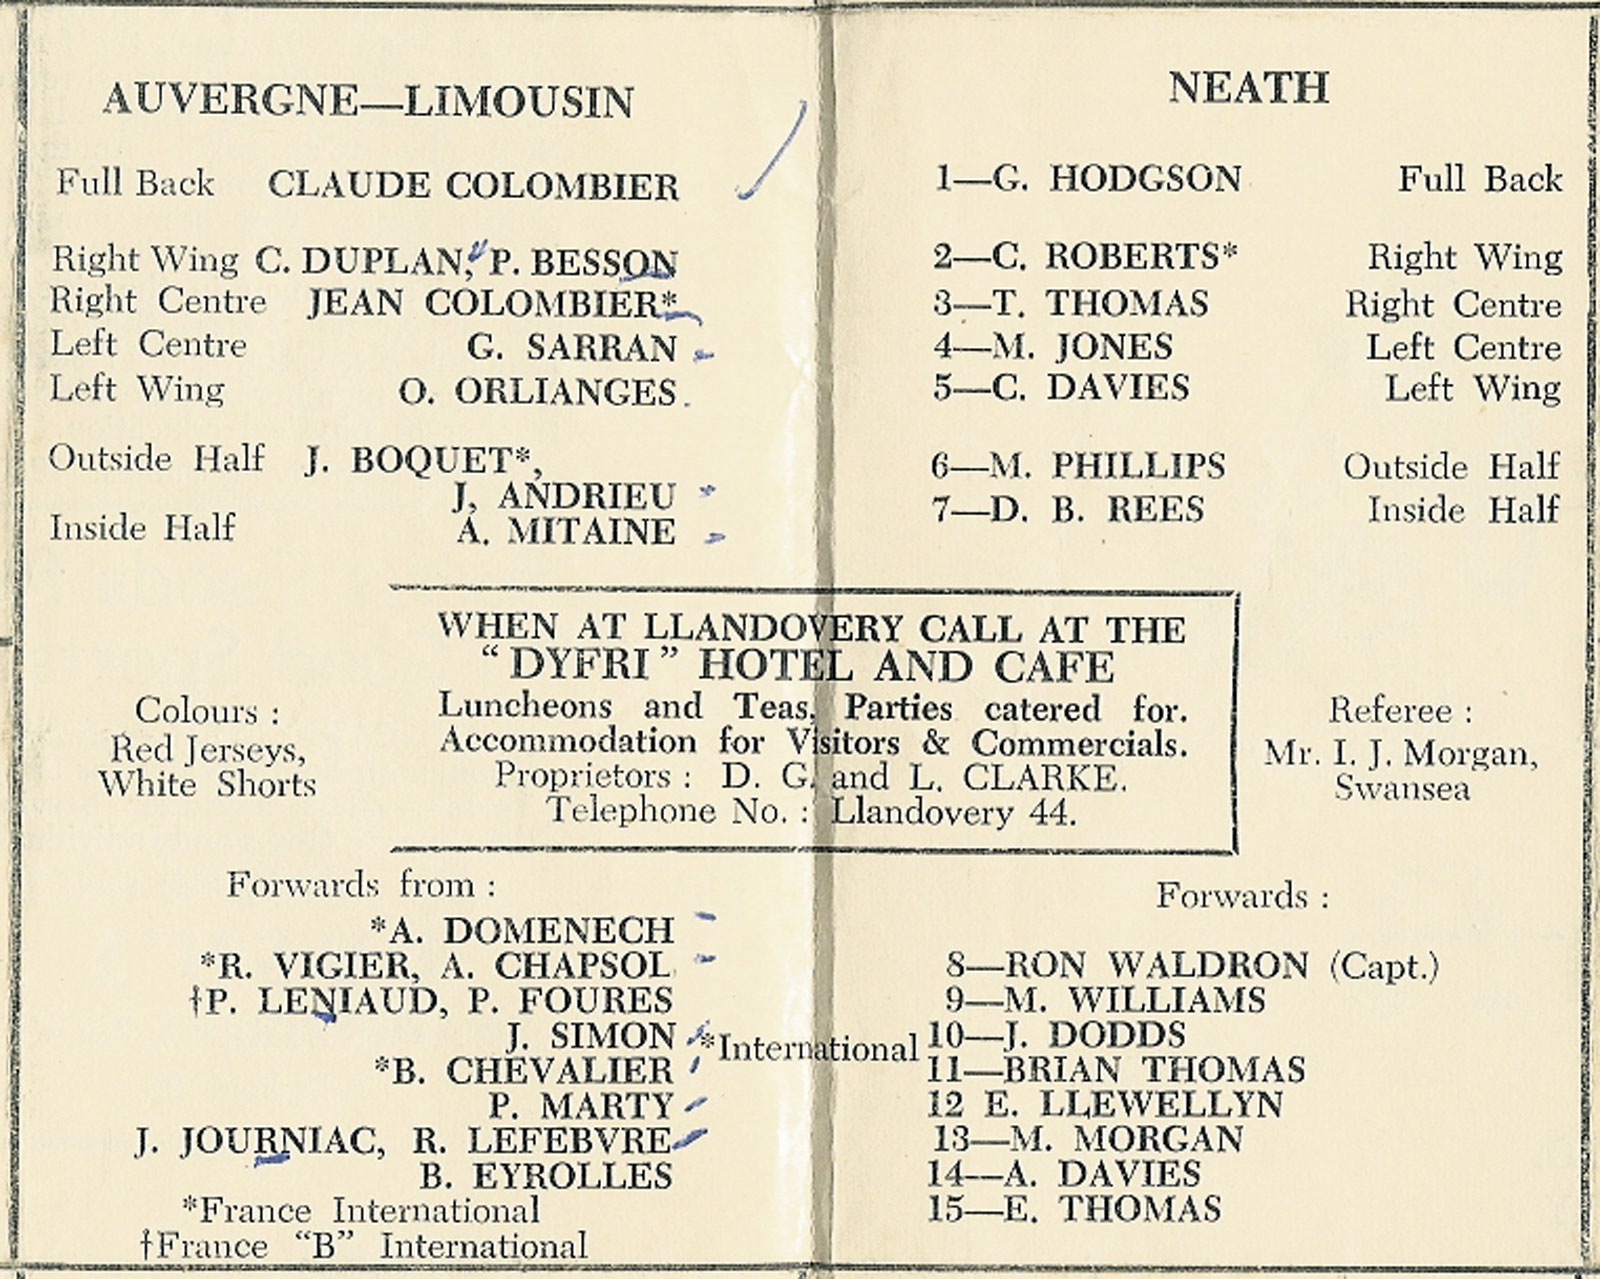 AUVERGNE—LIMOUSIN
Full Back CLAUDE COLOMBIER
Right Wing C. DUPLAN, P. BESSON
Right Centre JEAN COLOMBIER*
Left Centre G. SARRAN
Left Wing O. ORLIANGES.
Outside Half J. BOQUET*,
J, ANDRIEU
Inside Half A. MITAINE
NEATH
1—G. HODGSON Full Back
2—C. ROBERTS* Right Wing
3—T. THOMAS Right Centre
4—M. JONES Left Centre
5—C. DAVIES Left Wing
6—M. PHILLIPS Outside Half
7—D. B. REES Inside Half
WHEN AT LLANDOVERY CALL AT THE
“DYFRI” HOTEL AND CAFE
Luncheons and Teas, Parties catered for.
Accommodation for Visitors & Commercials.
Proprietors : D. G. and L. CLARKE.
Telephone No. : Llandovery 44.
Colours :
Red Jerseys,
White Shorts
Referee :
Mr. I. J. Morgan,
Swansea
Forwards from :
*A. DOMENECH
*R. VIGIER, A. CHAPSOL
†P. LENIAUD, P. FOURES
J. SIMON
*B. CHEVALIER
P. MARTY
J. JOURNIAC, R. LEFEBVRE
B. EYROLLES
*France International
†France “B” International
*International
Forwards :
8—RON WALDRON (Capt.)
9—M. WILLIAMS
10—J. DODDS
11—BRIAN THOMAS
12 E. LLEWELLYN
13—M. MORGAN
14—A. DAVIES
15—E. THOMAS